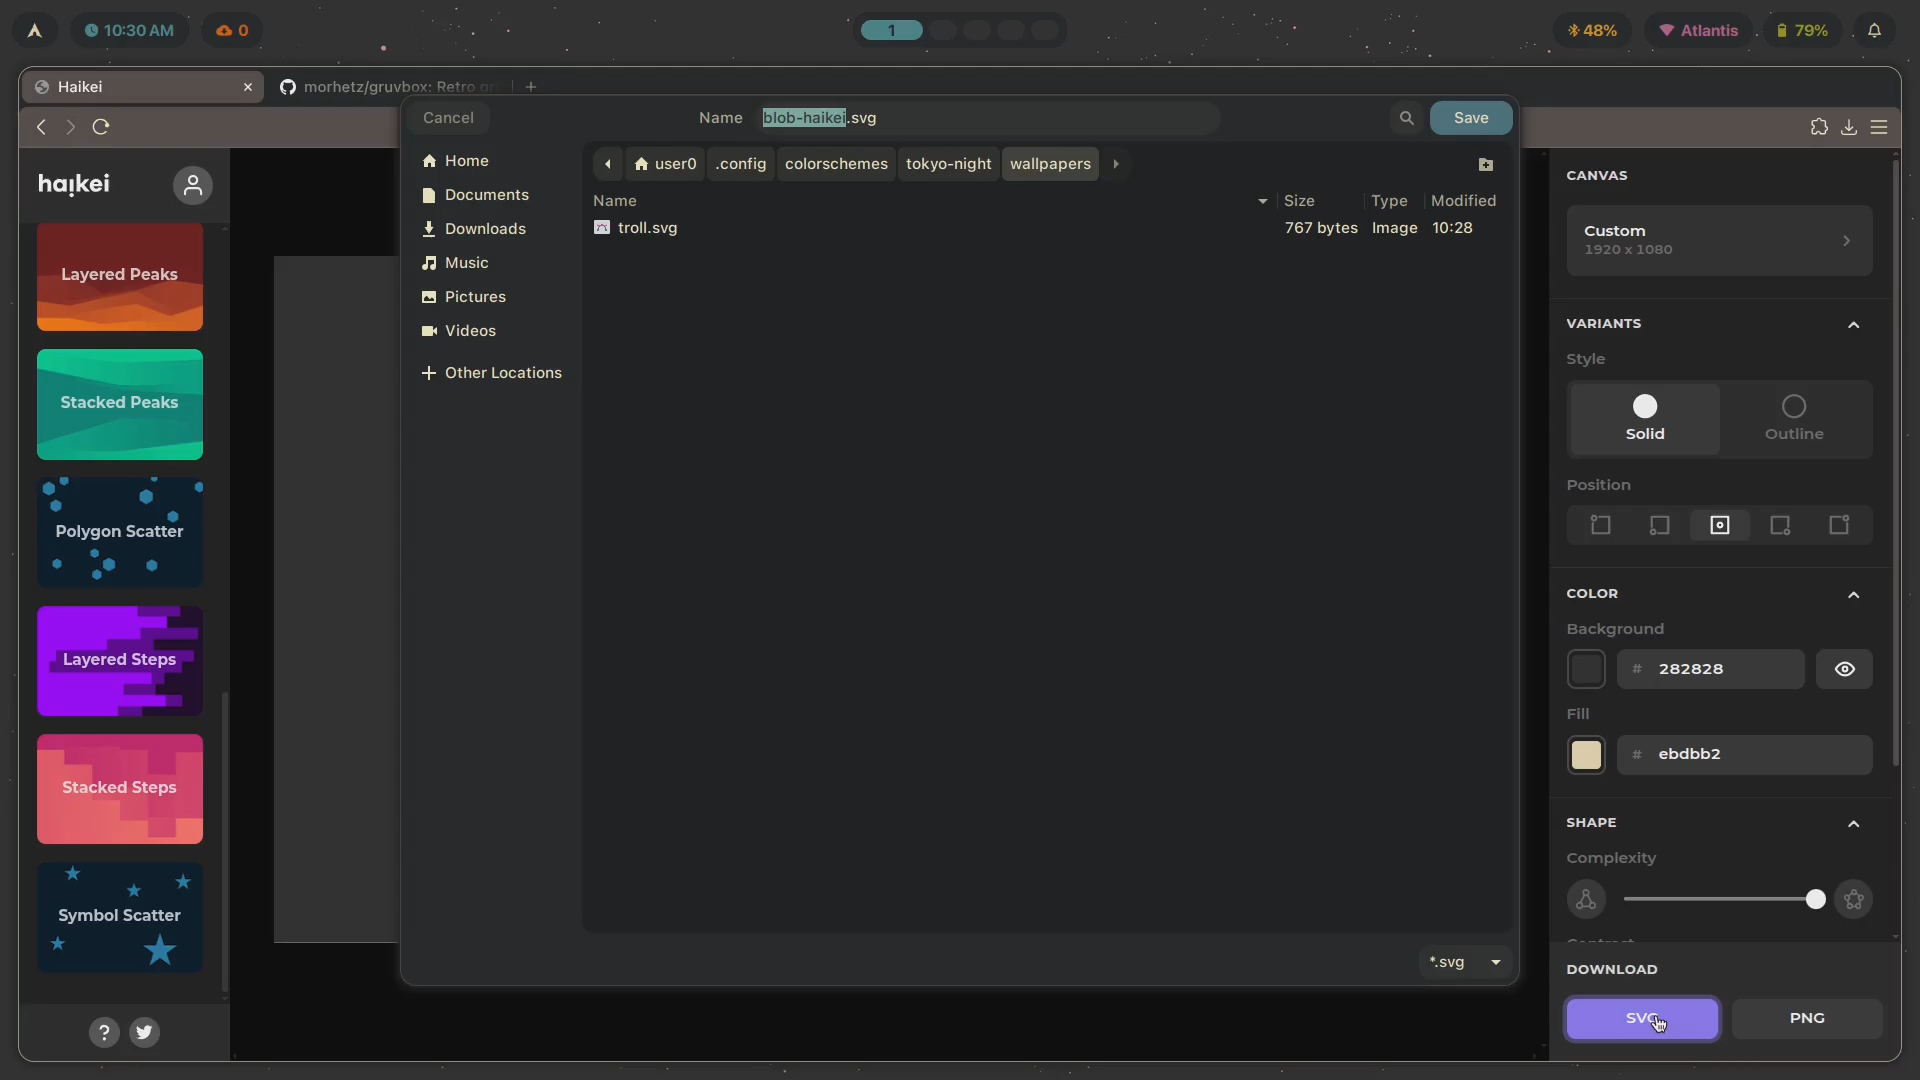 10:30 AM
0
1
48%
Atlantis
79%
Haikei
morhetz/gruvbox: Retro gr
Cancel
Name
blob-haikei.svg
Save
haikei
Layered Peaks
Stacked Peaks
Polygon Scatter
Layered Steps
Stacked Steps
Symbol Scatter
?
Home
Documents
Downloads
Music
Pictures
Videos
Other Locations
user0
.config
colorschemes
tokyo-night
wallpapers
Name
Size
Type
Modified
troll.svg
767 bytes
Image
10:28
*.svg
CANVAS
Custom
1920 x 1080
VARIANTS
Style
Solid
Outline
Position
COLOR
Background
# 282828
Fill
# ebdbb2
SHAPE
Complexity
DOWNLOAD
SVG
PNG